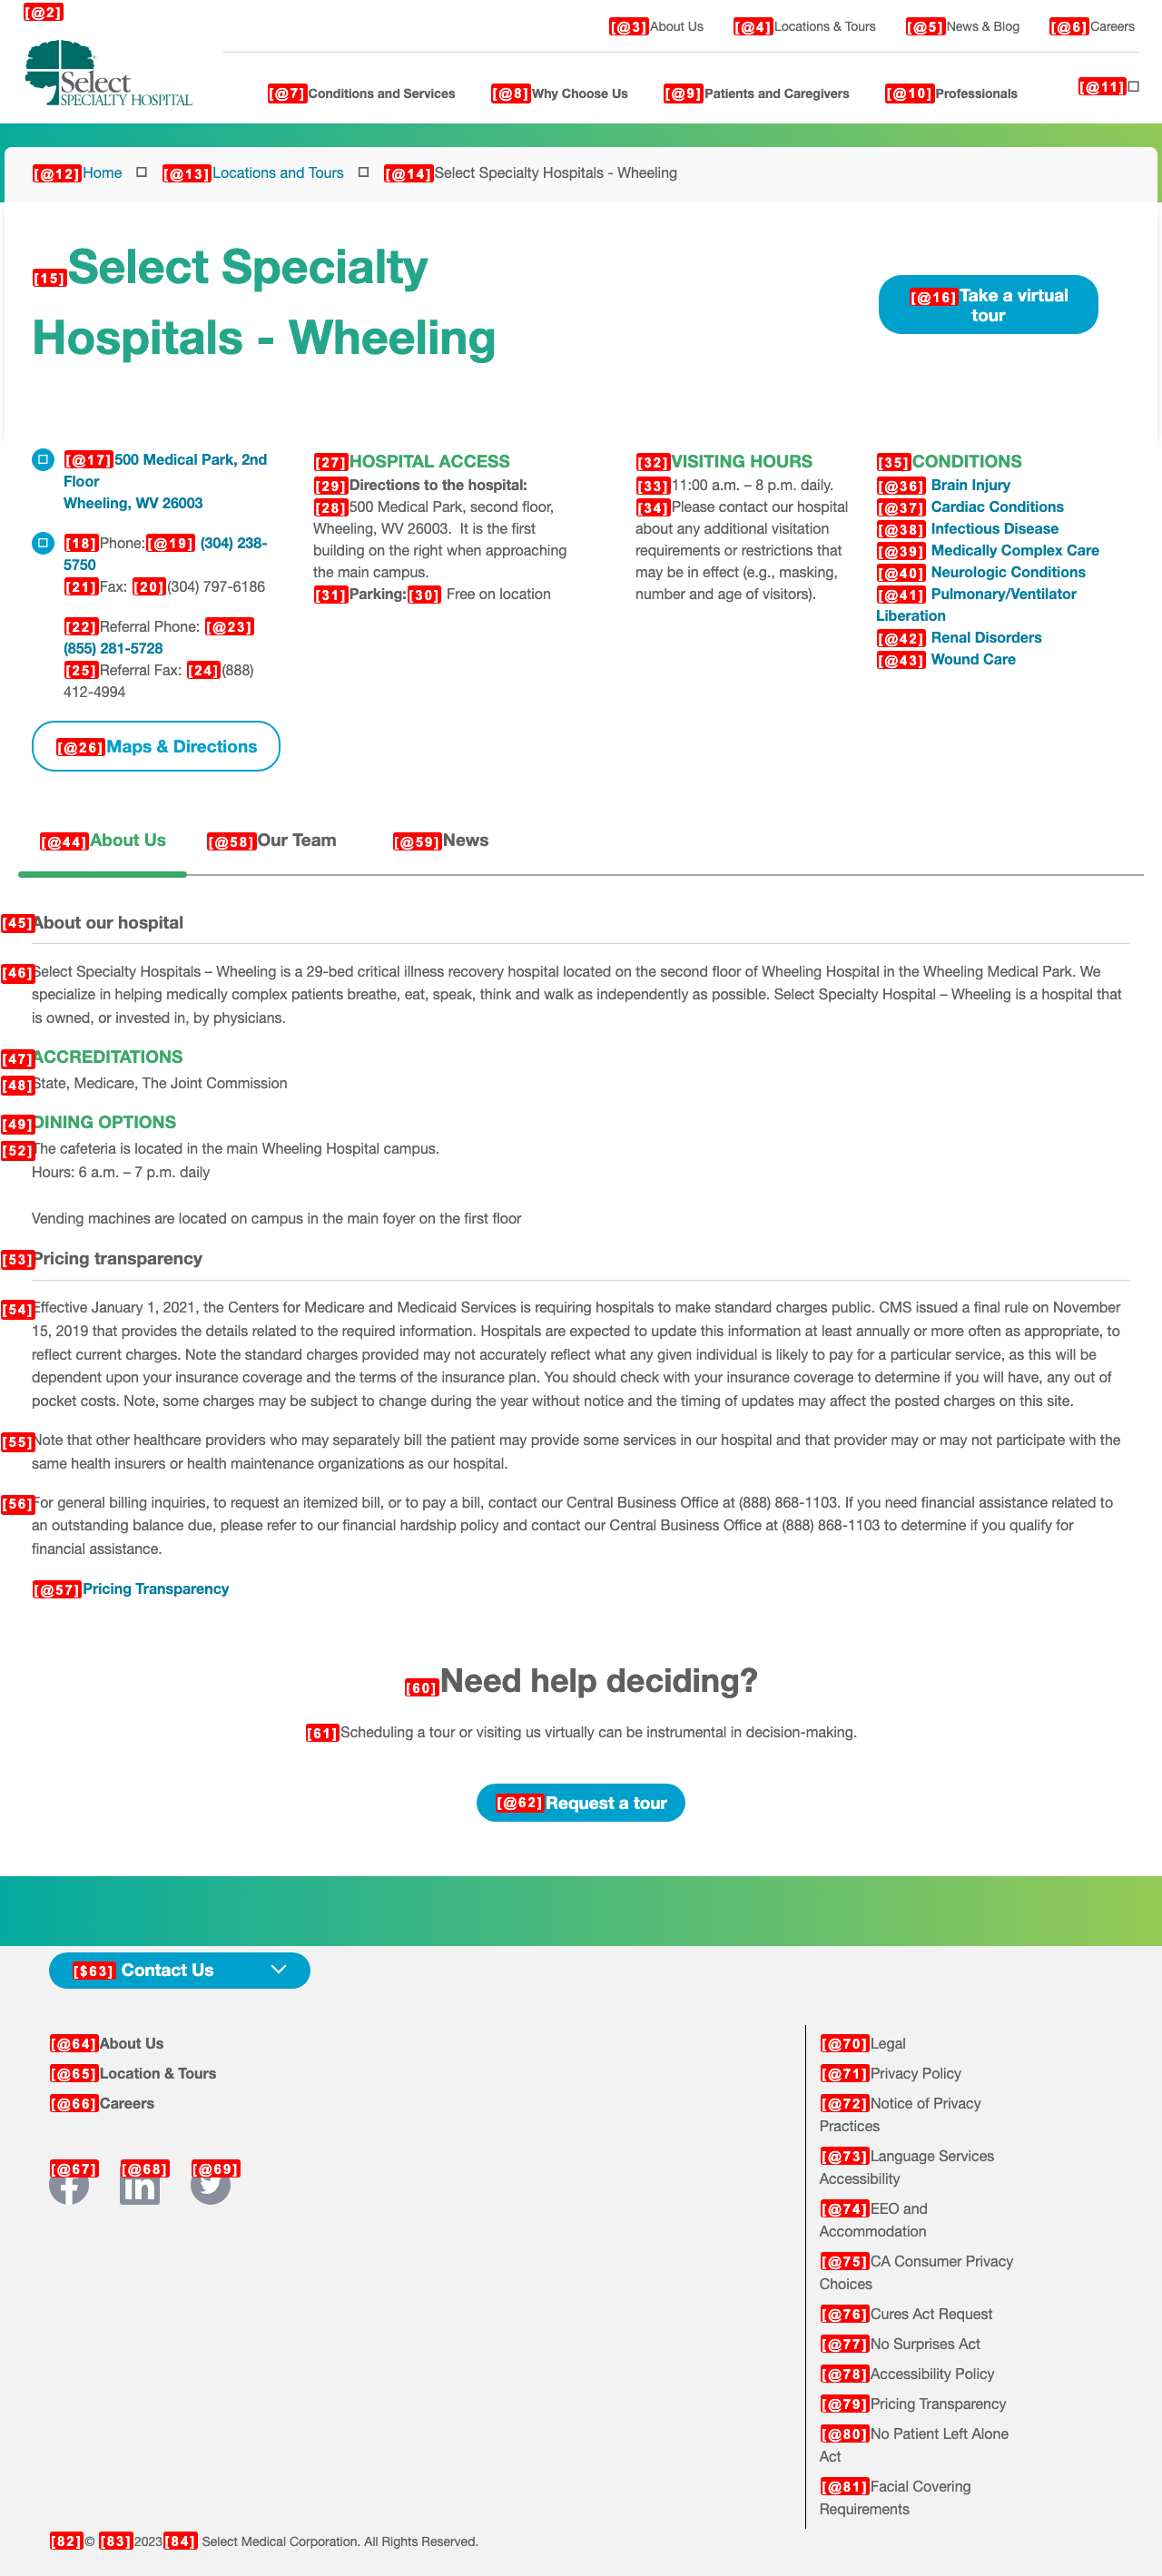 [@2]
[@3]About Us [@4]Locations & Tours [@5]News & Blog [@6]Careers
Select
SPECIALTY HOSPITAL
[@7]Conditions and Services [@8]Why Choose Us [@9]Patients and Caregivers [@10]Professionals [@11]
[@12]Home [@13]Locations and Tours [@14]Select Specialty Hospitals - Wheeling
[15]Select Specialty
Hospitals - Wheeling
[@16]Take a virtual
tour
[@17]500 Medical Park, 2nd
Floor
Wheeling, WV 26003
[18]Phone:[@19] (304) 238-
5750
[21]Fax: [20](304) 797-6186
[22]Referral Phone: [@23]
(855) 281-5728
[25]Referral Fax: [24](888)
412-4994
[@26]Maps & Directions
[27]HOSPITAL ACCESS
[29]Directions to the hospital:
[28]500 Medical Park, second floor,
Wheeling, WV 26003. It is the first
building on the right when approaching
the main campus.
[31]Parking:[30] Free on location
[32]VISITING HOURS
[33]11:00 a.m. – 8 p.m. daily.
[34]Please contact our hospital
about any additional visitation
requirements or restrictions that
may be in effect (e.g., masking,
number and age of visitors).
[35]CONDITIONS
[@36] Brain Injury
[@37] Cardiac Conditions
[@38] Infectious Disease
[@39] Medically Complex Care
[@40] Neurologic Conditions
[@41] Pulmonary/Ventilator
Liberation
[@42] Renal Disorders
[@43] Wound Care
[@44]About Us [@58]Our Team [@59]News
[45]About our hospital
[46]Select Specialty Hospitals – Wheeling is a 29-bed critical illness recovery hospital located on the second floor of Wheeling Hospital in the Wheeling Medical Park. We
specialize in helping medically complex patients breathe, eat, speak, think and walk as independently as possible. Select Specialty Hospital – Wheeling is a hospital that
is owned, or invested in, by physicians.
[47]ACCREDITATIONS
[48]State, Medicare, The Joint Commission
[49]DINING OPTIONS
[52]The cafeteria is located in the main Wheeling Hospital campus.
Hours: 6 a.m. – 7 p.m. daily
Vending machines are located on campus in the main foyer on the first floor
[53]Pricing transparency
[54]Effective January 1, 2021, the Centers for Medicare and Medicaid Services is requiring hospitals to make standard charges public. CMS issued a final rule on November
15, 2019 that provides the details related to the required information. Hospitals are expected to update this information at least annually or more often as appropriate, to
reflect current charges. Note the standard charges provided may not accurately reflect what any given individual is likely to pay for a particular service, as this will be
dependent upon your insurance coverage and the terms of the insurance plan. You should check with your insurance coverage to determine if you will have, any out of
pocket costs. Note, some charges may be subject to change during the year without notice and the timing of updates may affect the posted charges on this site.
[55]Note that other healthcare providers who may separately bill the patient may provide some services in our hospital and that provider may or may not participate with the
same health insurers or health maintenance organizations as our hospital.
[56]For general billing inquiries, to request an itemized bill, or to pay a bill, contact our Central Business Office at (888) 868-1103. If you need financial assistance related to
an outstanding balance due, please refer to our financial hardship policy and contact our Central Business Office at (888) 868-1103 to determine if you qualify for
financial assistance.
[@57]Pricing Transparency
[60]Need help deciding?
[61]Scheduling a tour or visiting us virtually can be instrumental in decision-making.
[@62]Request a tour
[$63] Contact Us
[@64]About Us
[@65]Location & Tours
[@66]Careers
[@67] [@68] [@69]
[@70]Legal
[@71]Privacy Policy
[@72]Notice of Privacy
Practices
[@73]Language Services
Accessibility
[@74]EEO and
Accommodation
[@75]CA Consumer Privacy
Choices
[@76]Cures Act Request
[@77]No Surprises Act
[@78]Accessibility Policy
[@79]Pricing Transparency
[@80]No Patient Left Alone
Act
[@81]Facial Covering
Requirements
[82]© [83]2023[84] Select Medical Corporation. All Rights Reserved.